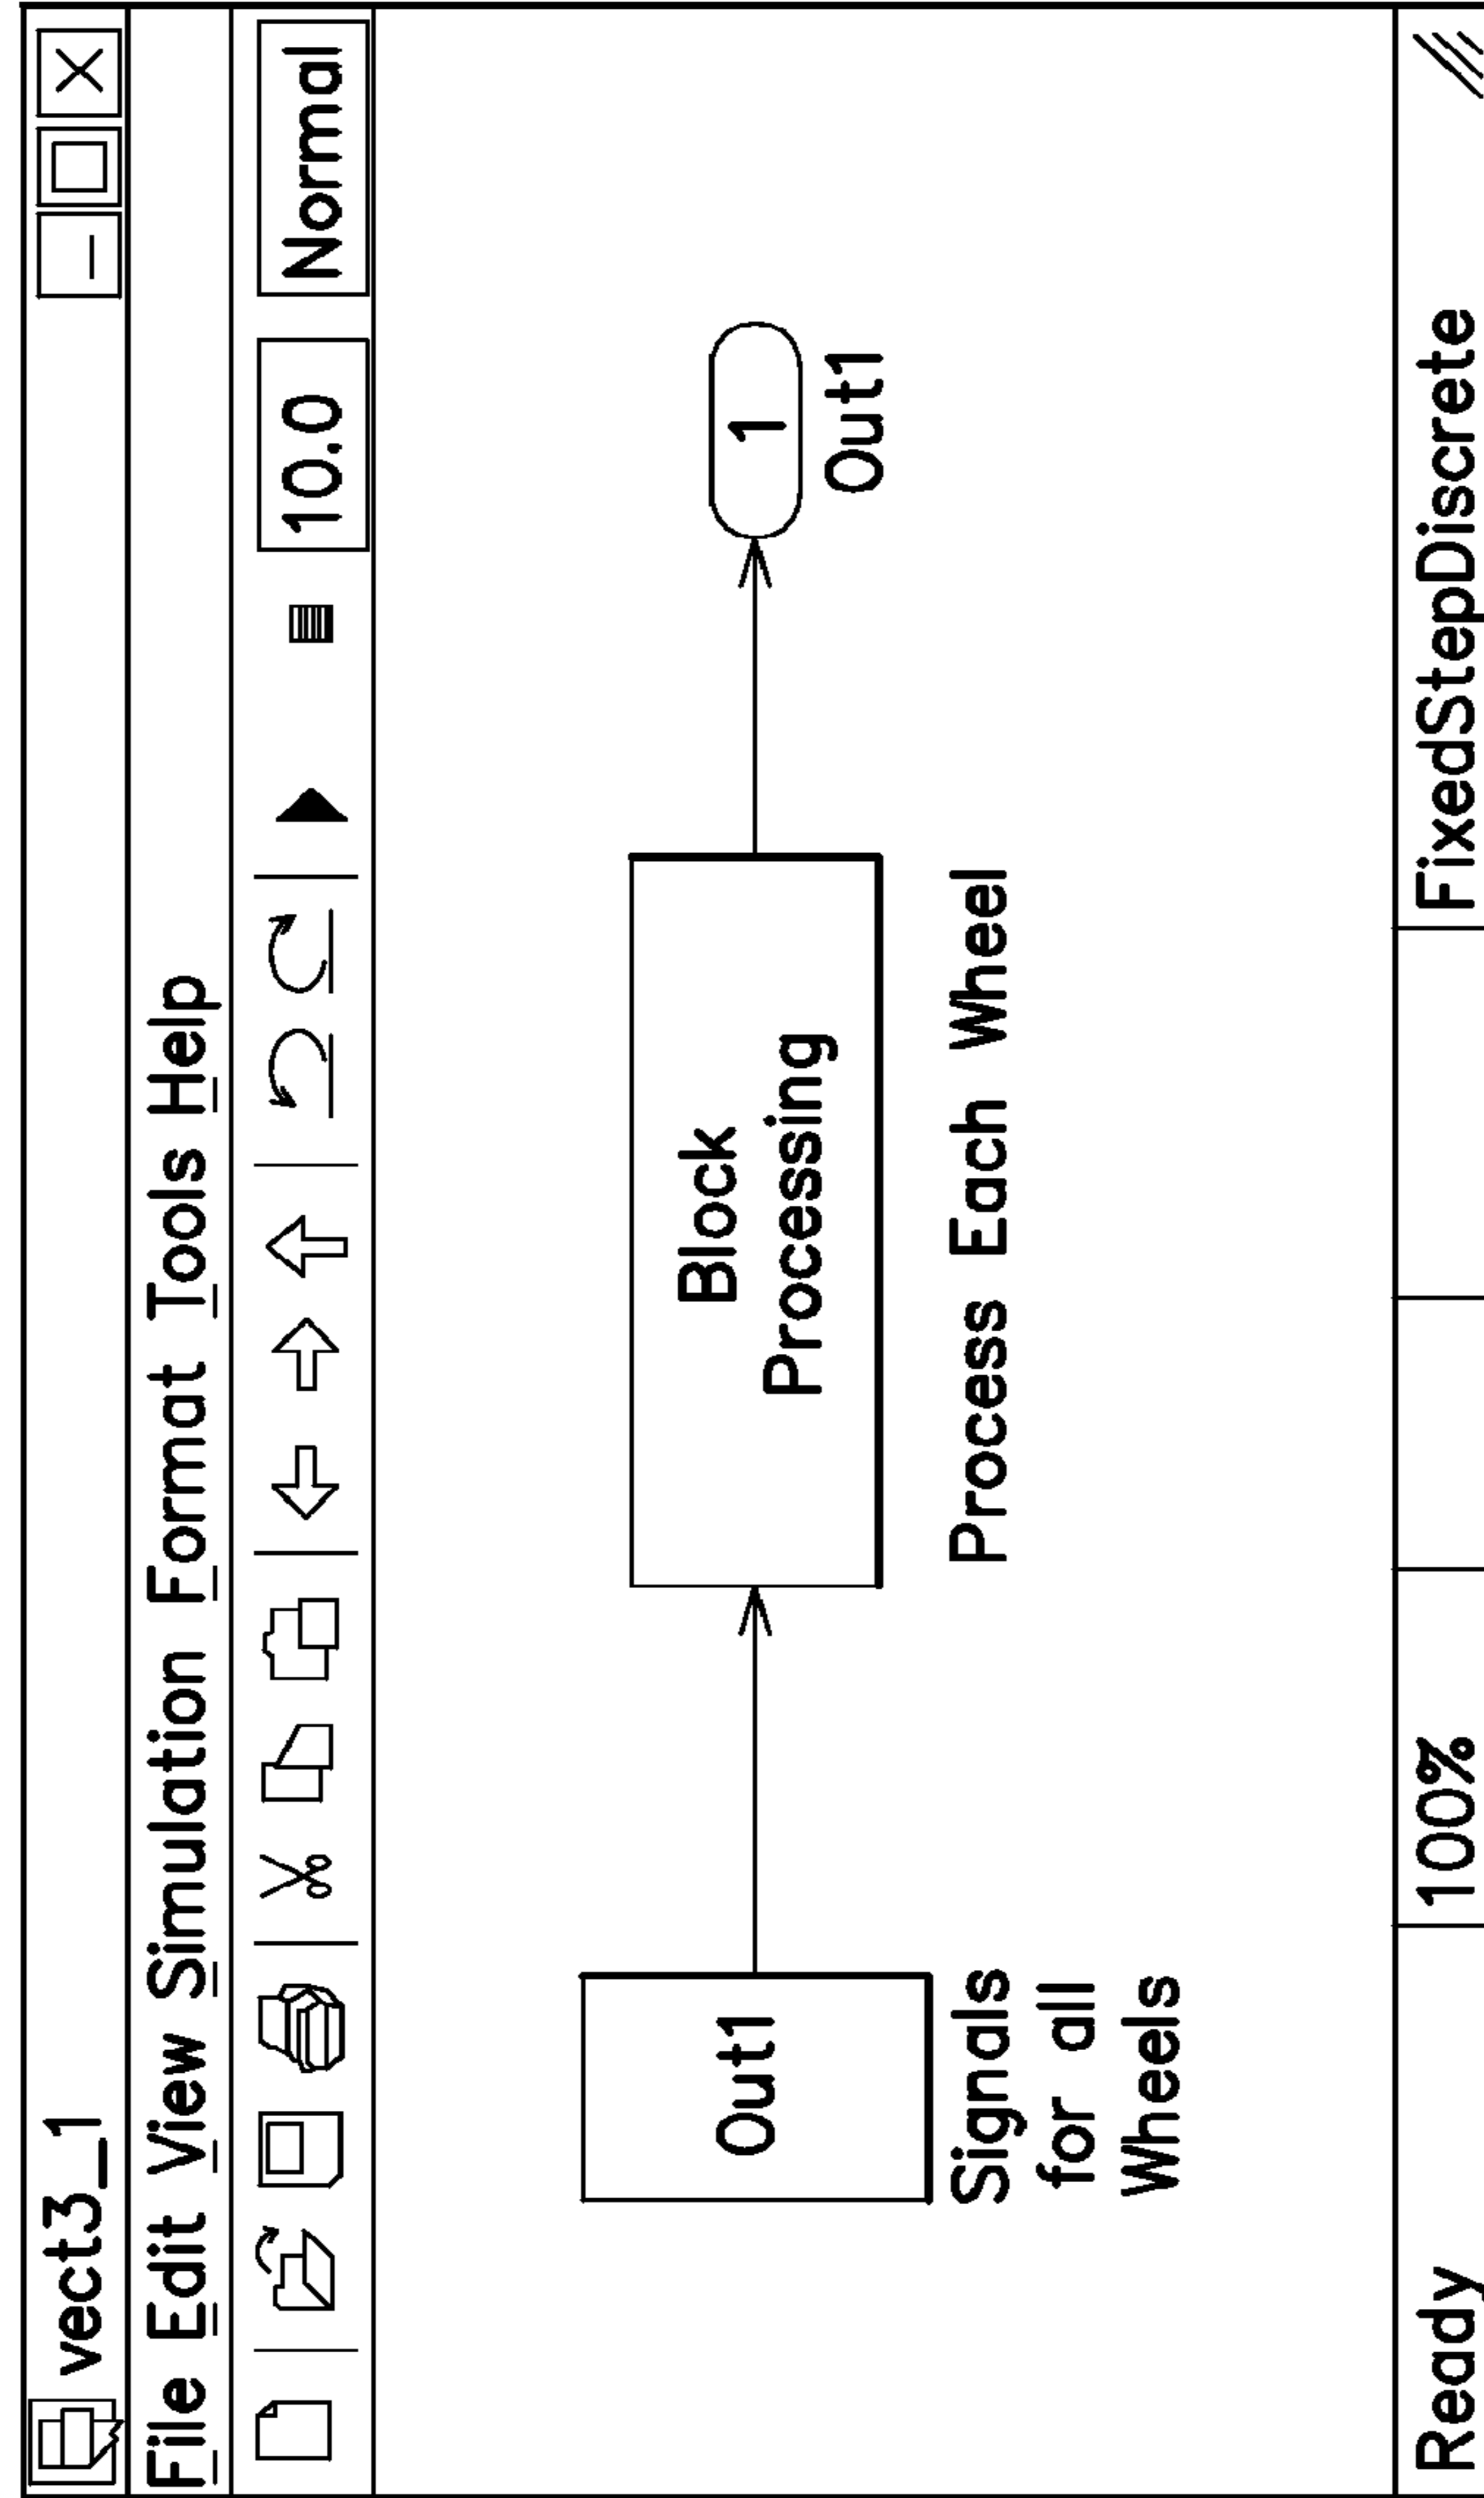 vect3_1
File Edit View Simulation Format Tools Help
10.0 Normal
Out1
Signals
for all
Wheels
Block
Processing
Process Each Wheel
1
Out1
Ready 100% FixedStepDiscrete